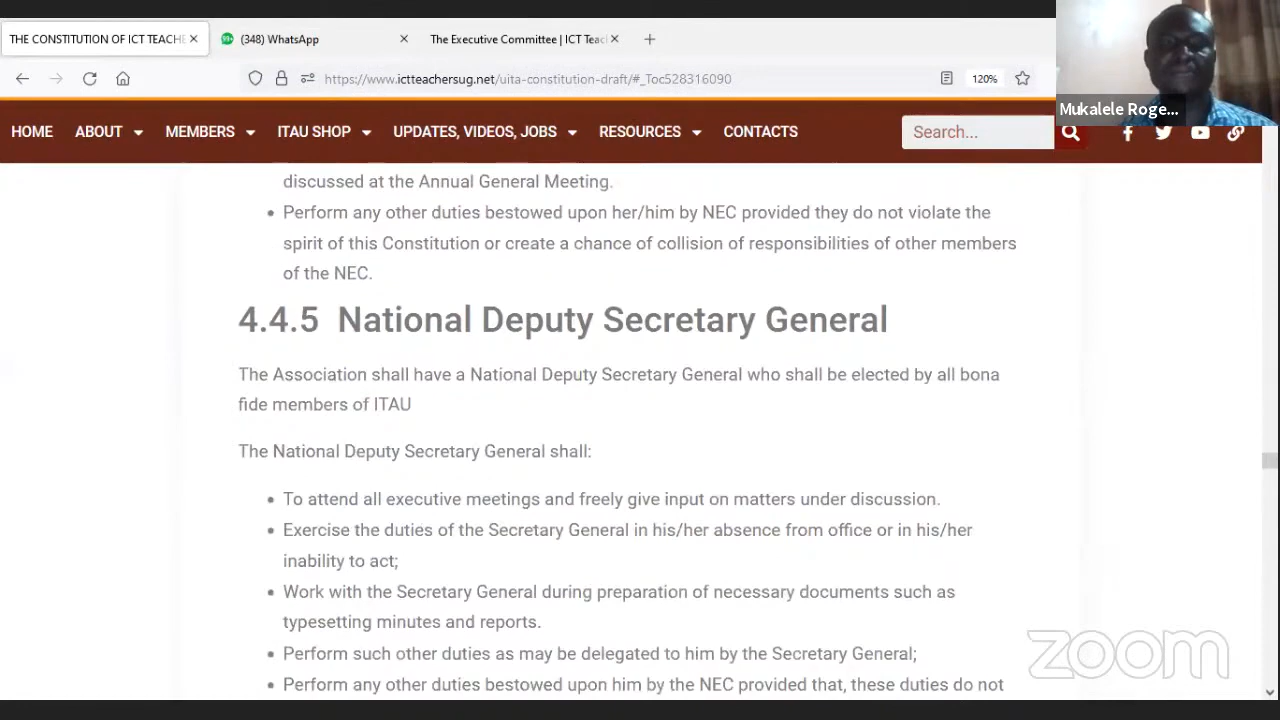 THE CONSTITUTION OF ICT TEACHE
(348) WhatsApp
The Executive Committee | ICT Teac
https://www.ictteachersug.net/uita-constitution-draft/#_Toc528316090
120%
Mukalele Roge...
HOME ABOUT MEMBERS ITAU SHOP UPDATES, VIDEOS, JOBS RESOURCES CONTACTS Search...
discussed at the Annual General Meeting.
• Perform any other duties bestowed upon her/him by NEC provided they do not violate the
spirit of this Constitution or create a chance of collision of responsibilities of other members
of the NEC.
4.4.5 National Deputy Secretary General
The Association shall have a National Deputy Secretary General who shall be elected by all bona
fide members of ITAU
The National Deputy Secretary General shall:
• To attend all executive meetings and freely give input on matters under discussion.
• Exercise the duties of the Secretary General in his/her absence from office or in his/her
inability to act;
• Work with the Secretary General during preparation of necessary documents such as
typesetting minutes and reports.
• Perform such other duties as may be delegated to him by the Secretary General;
• Perform any other duties bestowed upon him by the NEC provided that, these duties do not
zoom